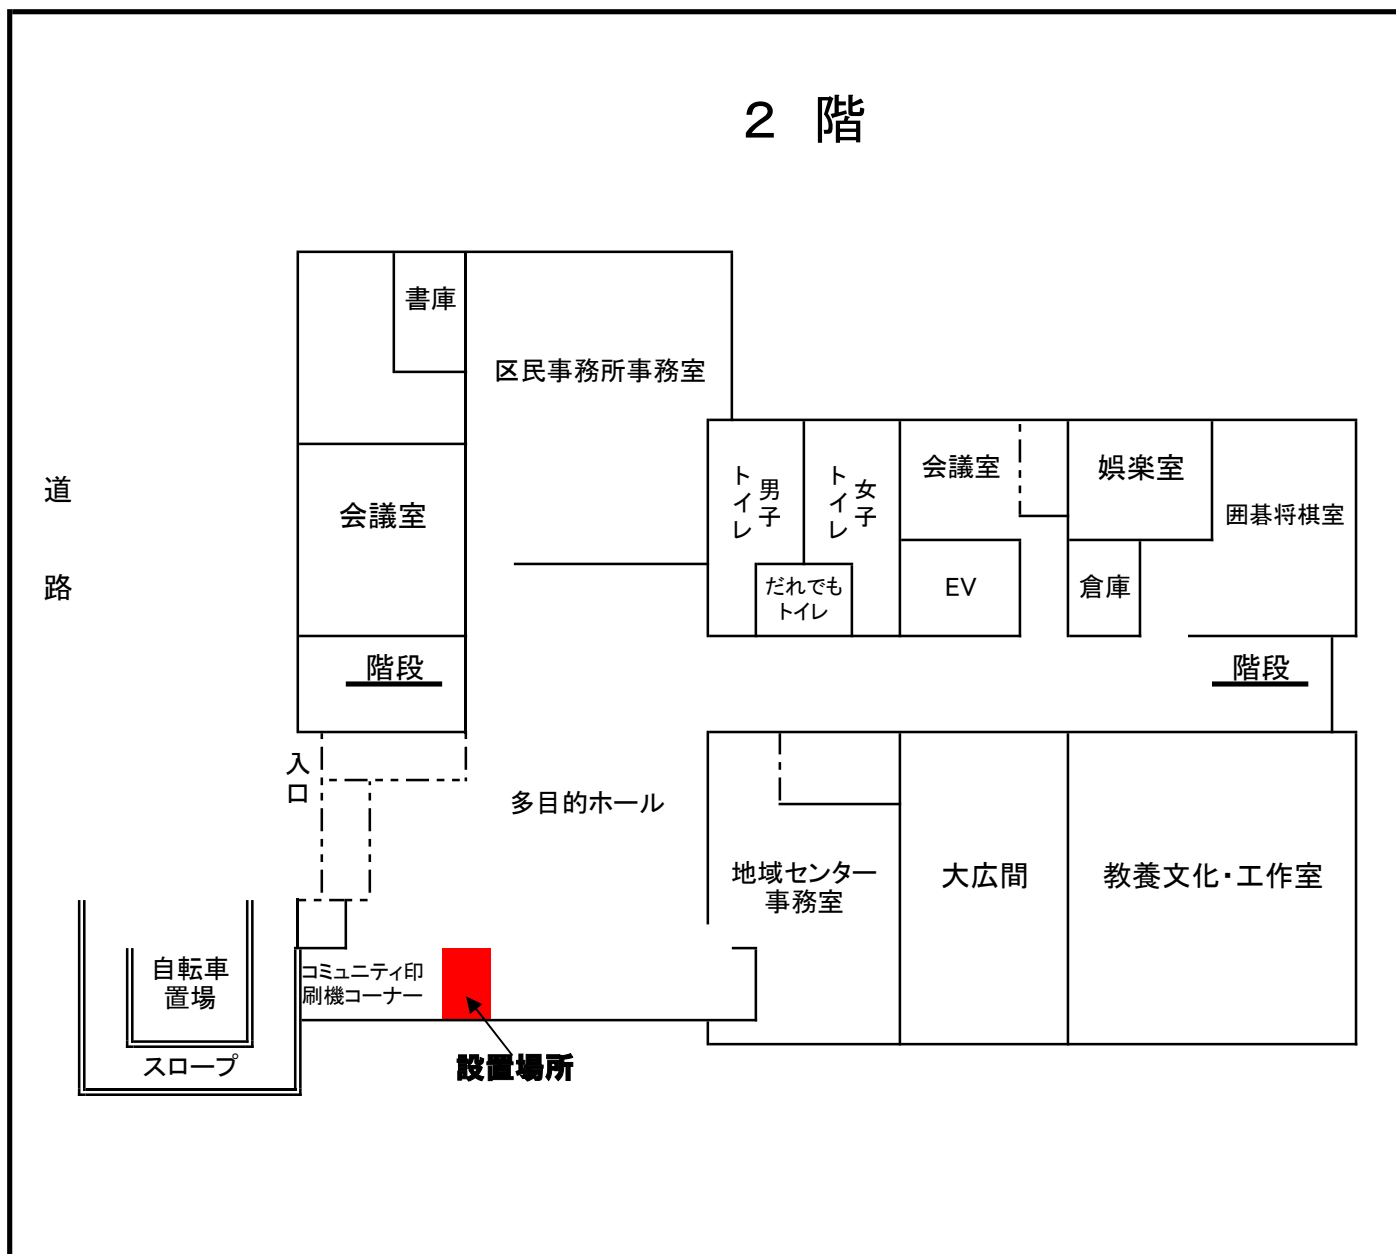 ２　階
書庫
区民事務所事務室
道
路
会議室
男子
トイレ
女子
トイレ
だれでも
トイレ
会議室
EV
娯楽室
倉庫
囲碁将棋室
階段
階段
入
口
多目的ホール
地域センター
事務室
大広間
教養文化・工作室
自転車
置場
スロープ
コミュニティ印
刷機コーナー
設置場所